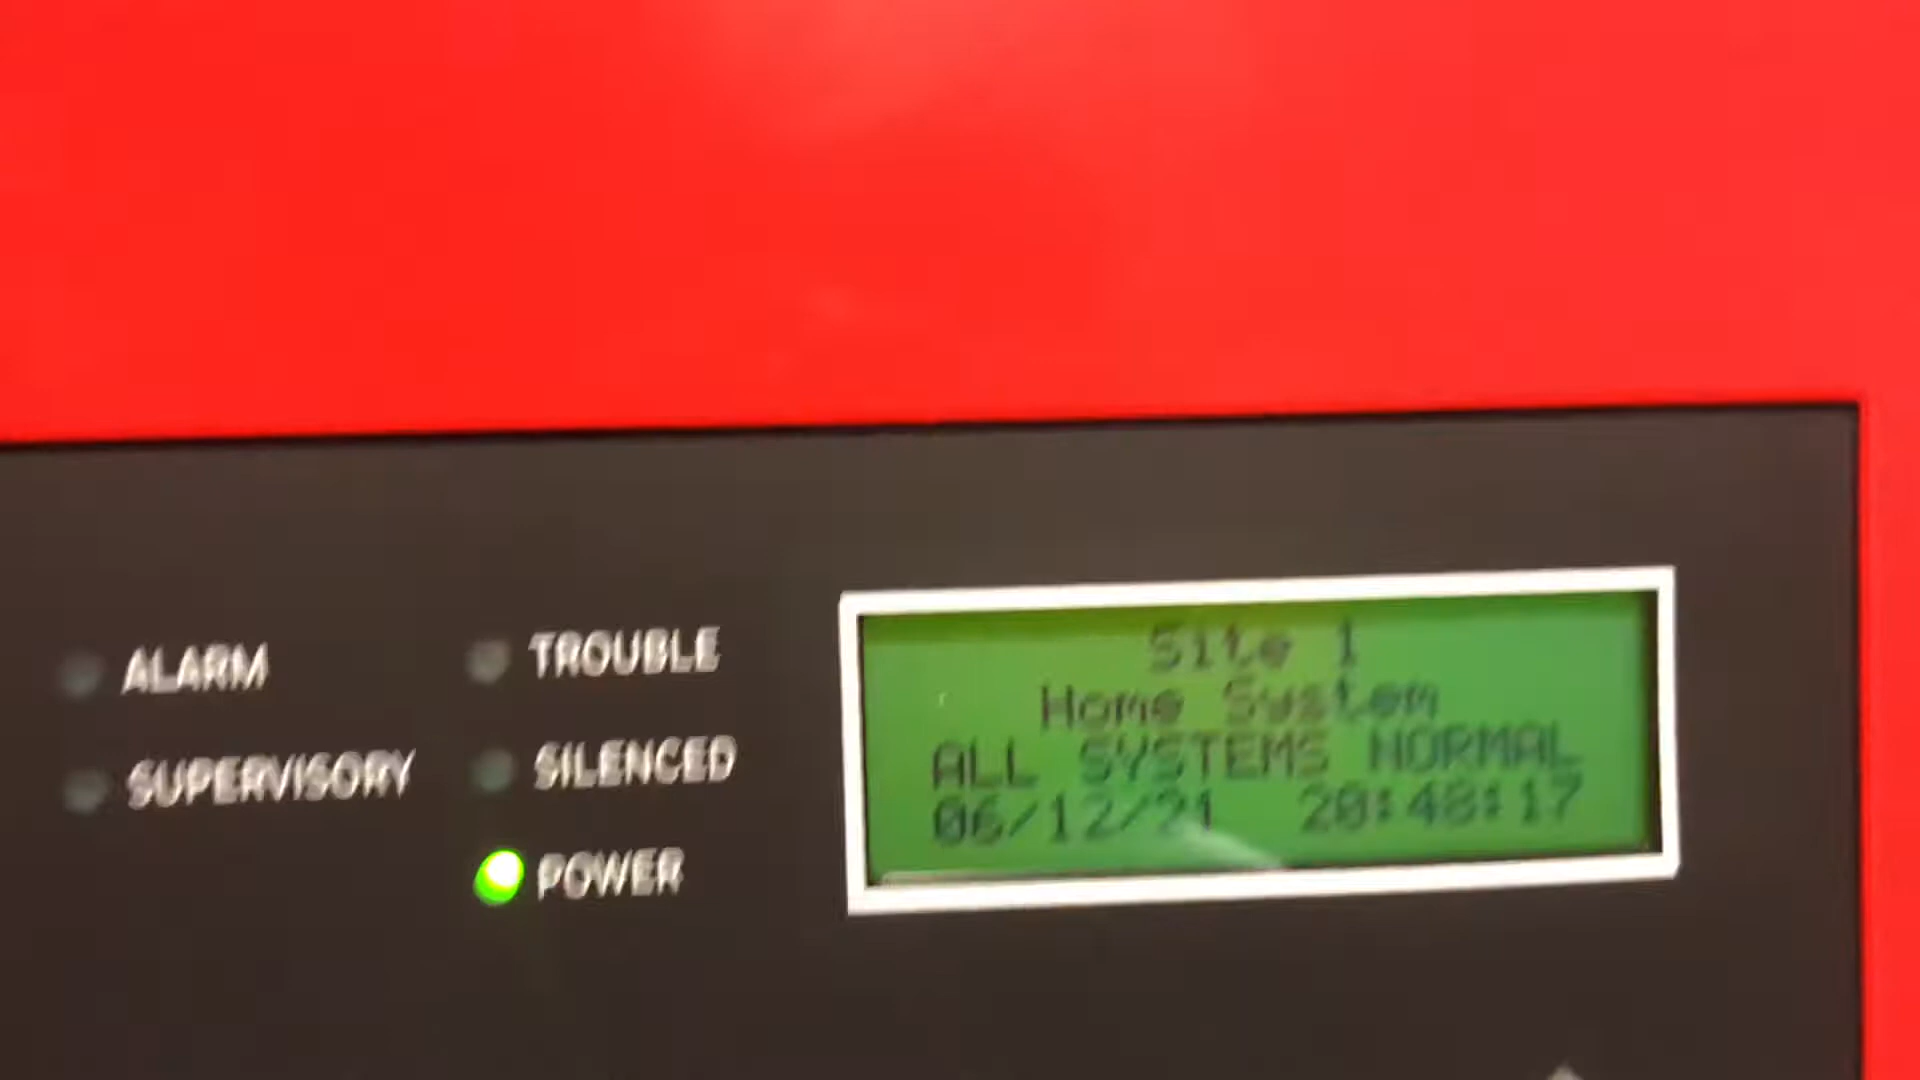 ALARM
TROUBLE
SUPERVISORY
SILENCED
POWER
Site 1
Home System
ALL SYSTEMS NORMAL
06/12/21 20:48:17